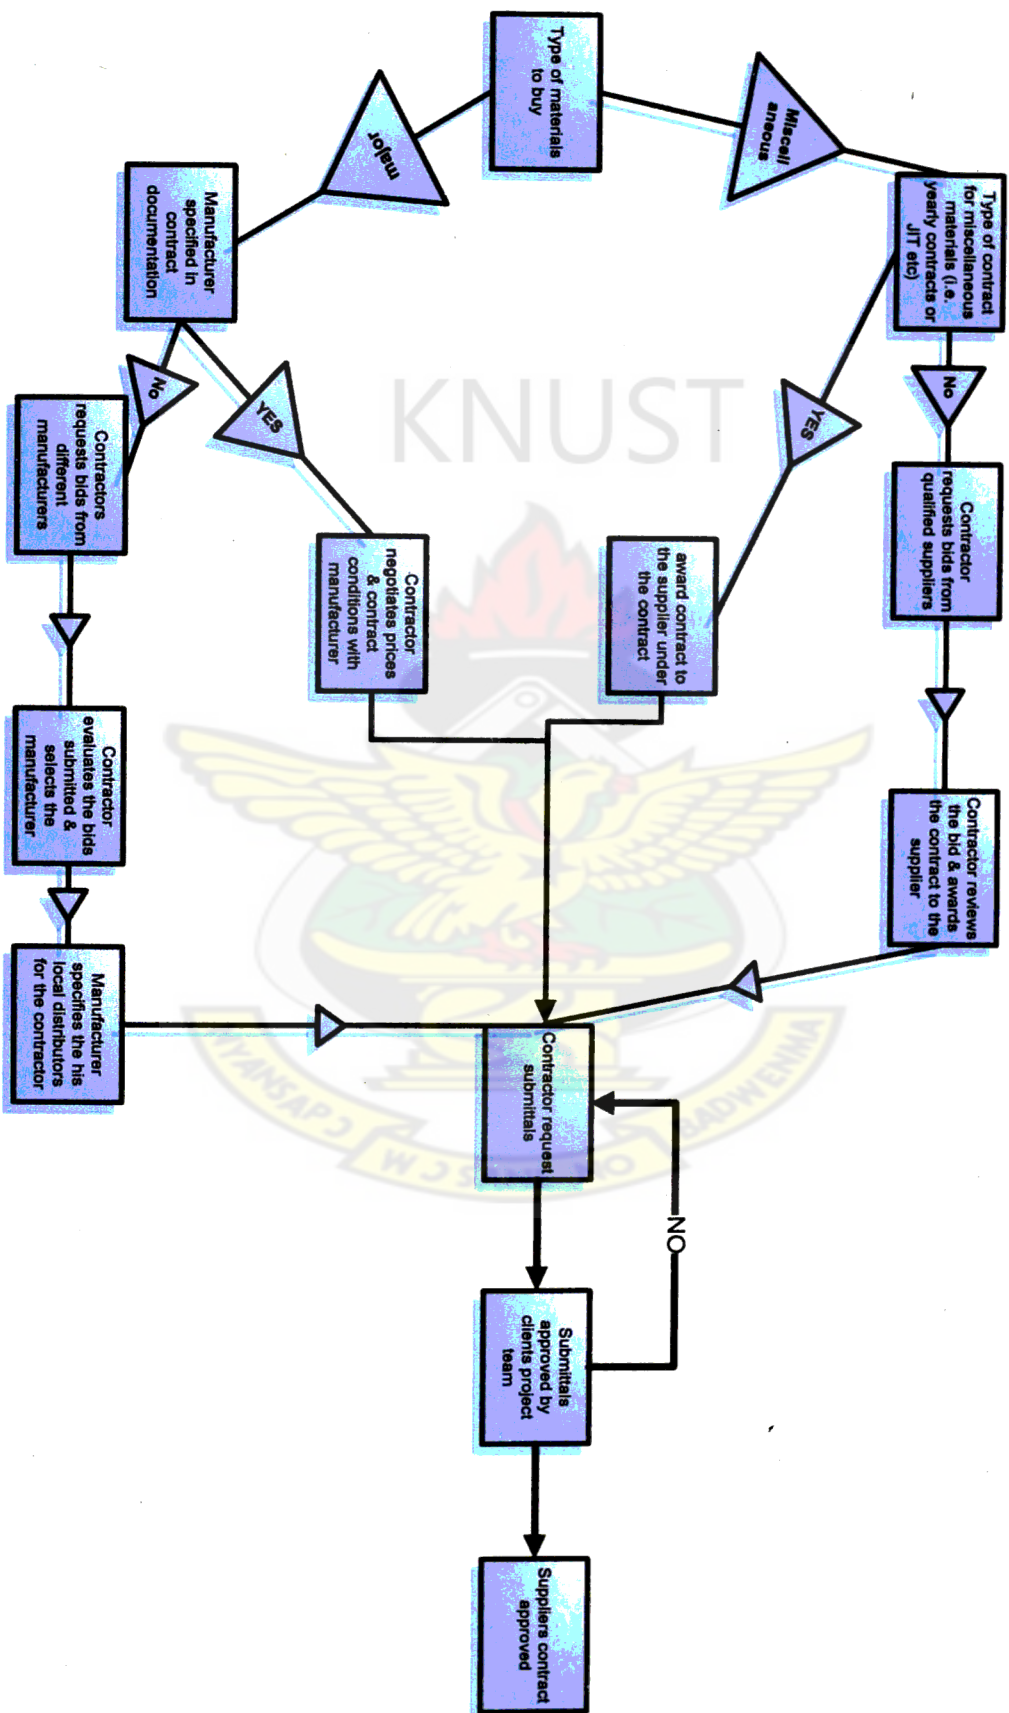 Type of materials
to buy
Miscell
aneous
major
Type of contract
for miscellaneous
materials (i.e.
yearly contracts or
JIT etc)
No
Contractor
requests bids from
qualified suppliers
Contractor reviews
the bid & awards
the contract to the
supplier
YES
award contract to
the supplier under
the contract
Manufacturer
specified in
contract
documentation
YES
Contractor
negotiates prices
& contract
conditions with
manufacturer
No
Contractors
requests bids from
different
manufacturers
Contractor
evaluates the bids
submitted &
selects the
manufacturer
Manufacturer
specifies the his
local distributors
for the contractor
Contractor request
submittals
NO
Submittals
approved by
clients project
team
Suppliers contract
approved
KNUST
NYANSAPƆ
BADWENMA